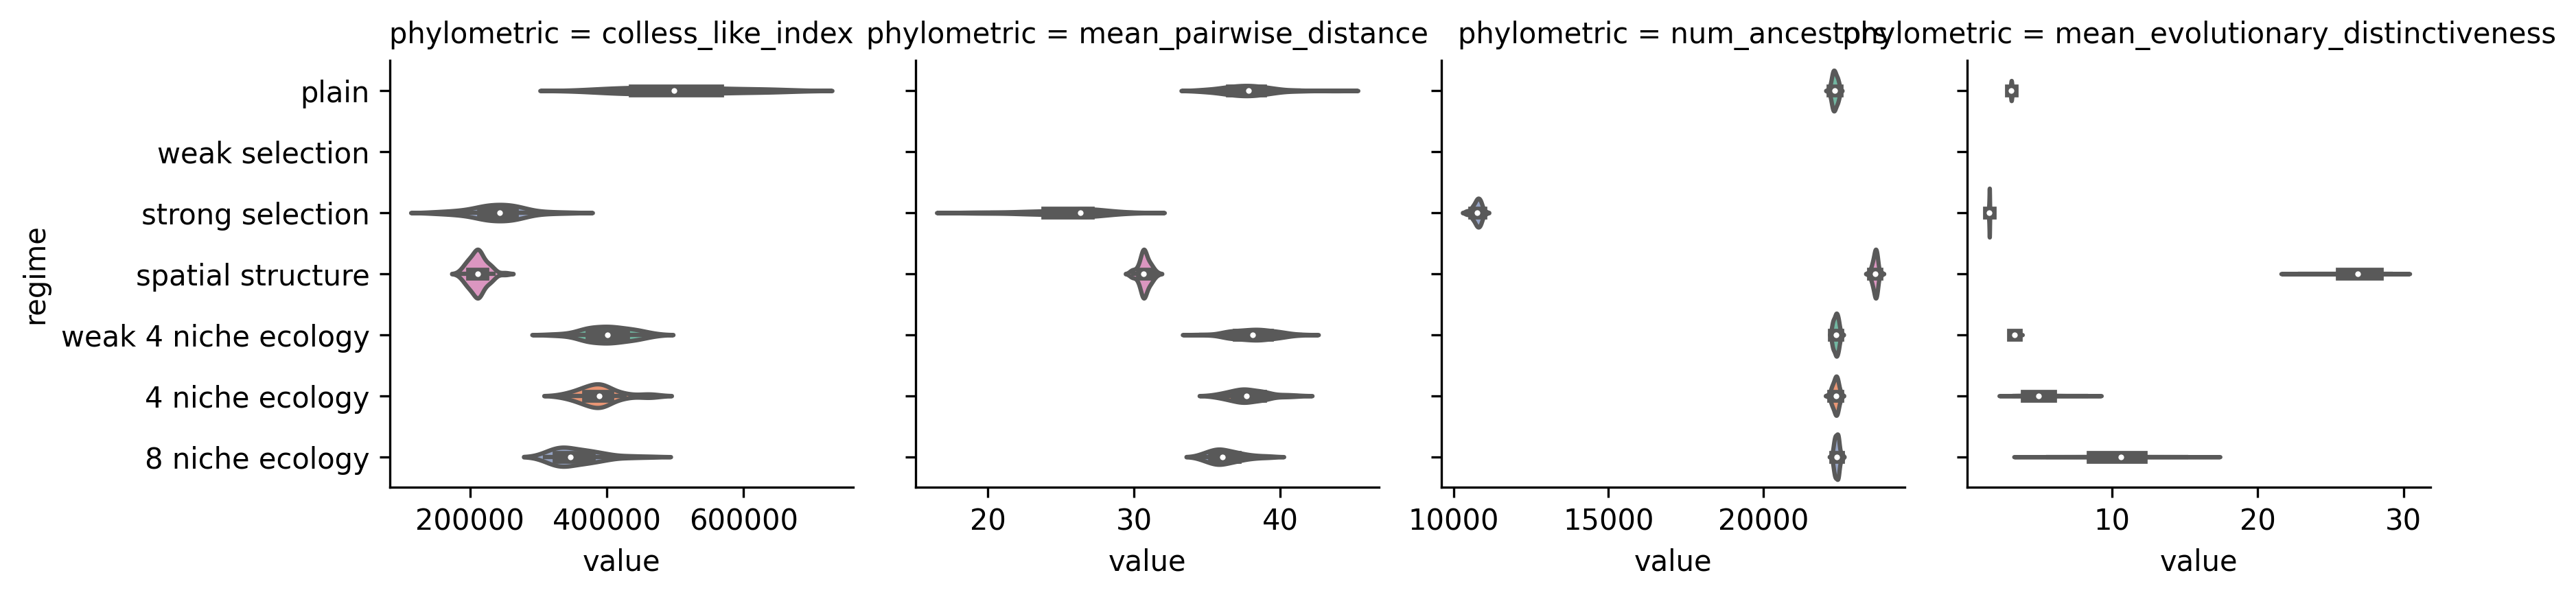 phylometric = colless_like_index
phylometric = mean_pairwise_distance
phylometric = num_ancestors
phylometric = mean_evolutionary_distinctiveness
regime
plain
weak selection
strong selection
spatial structure
weak 4 niche ecology
4 niche ecology
8 niche ecology
200000 400000 600000
value
20 30 40
value
10000 15000 20000
value
10 20 30
value